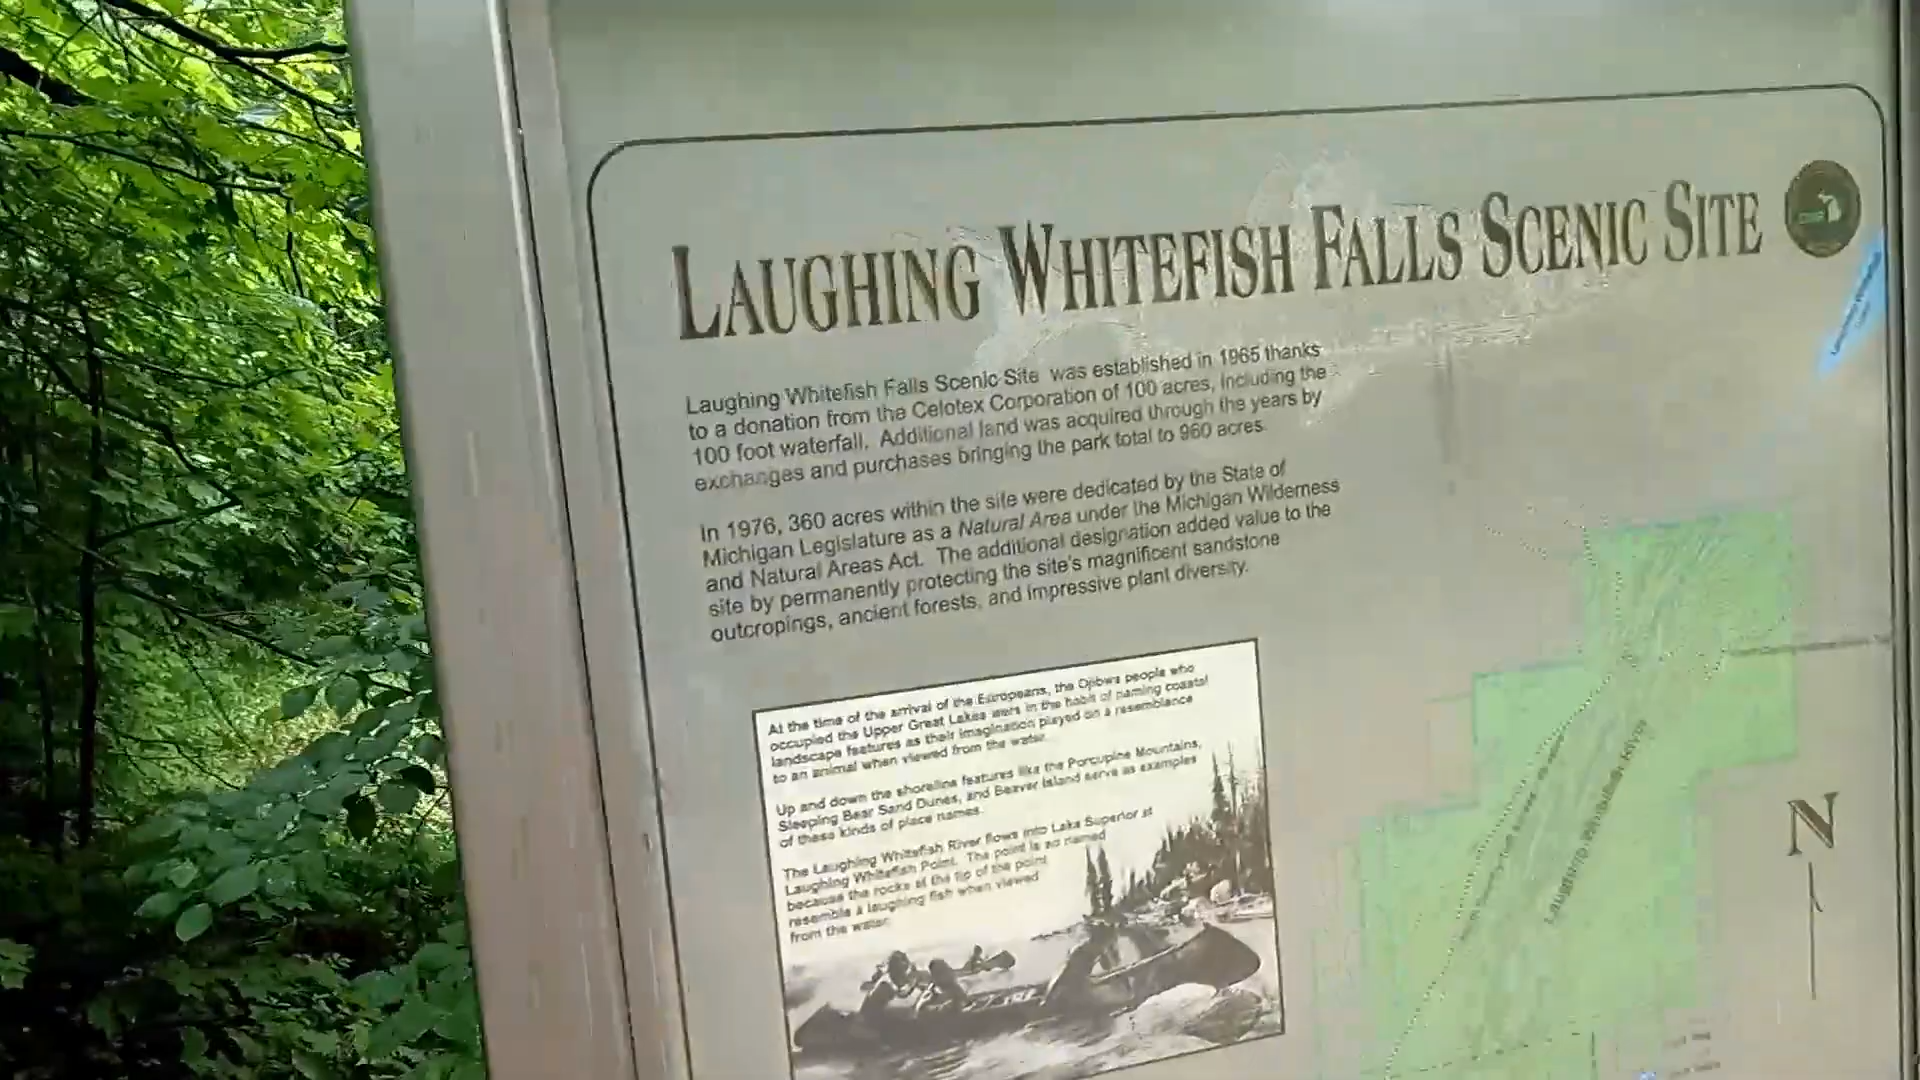 LAUGHING WHITEFISH FALLS SCENIC SITE
Laughing Whitefish Falls Scenic Site was established in 1965 thanks
to a donation from the Celotex Corporation of 100 acres, including the
100 foot waterfall. Additional land was acquired through the years by
exchanges and purchases bringing the park total to 960 acres.
In 1976, 360 acres within the site were dedicated by the State of
Michigan Legislature as a Natural Area under the Michigan Wilderness
and Natural Areas Act. The additional designation added value to the
site by permanently protecting the site's magnificent sandstone
outcropings, ancient forests, and impressive plant diversity.
At the time of the arrival of the Europeans, the Ojibwa people who
occupied the Upper Great Lakes were in the habit of naming coastal
landscape features as their imagination played on a resemblance
to an animal when viewed from the water.
Up and down the shoreline features like the Porcupine Mountains,
Sleeping Bear Sand Dunes, and Beaver Island serve as examples
of these kinds of place names.
The Laughing Whitefish River flows into Lake Superior at
Laughing Whitefish Point. The point is so named
because the rocks at the tip of the point
resemble a laughing fish when viewed
from the water.
Laughing Whitefish River
N